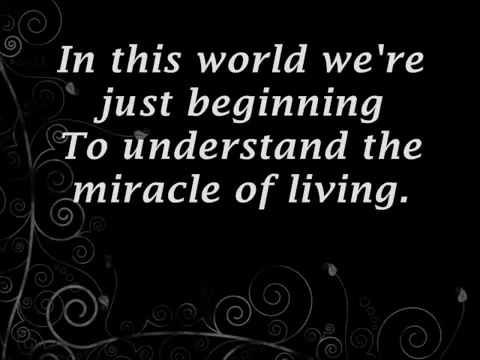 In this world we're
just beginning
To understand the
miracle of living.